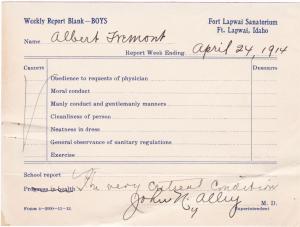 Weekly Report Blank—BOYS
Fort Lapwai Sanatorium
Ft. Lapwai, Idaho
Name Albert Fremont
Report Week Ending, April 24, 1914
Credits
Demerits
Obedience to requests of physician
Moral conduct
Manly conduct and gentlemanly manners
Cleanliness of person
Neatness in dress
General observance of sanitary regulations
Exercise
School report
Progress in health In very critical condition
John N. Alley M. D.
Superintendent